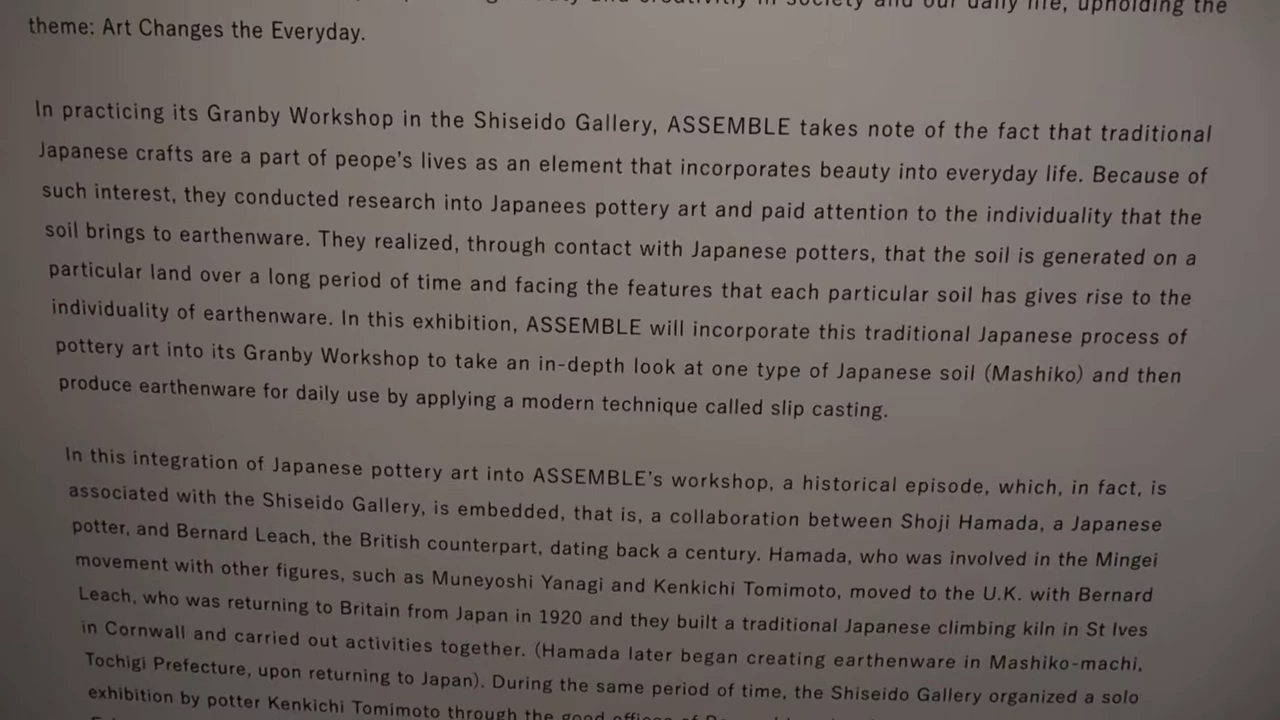 and creativity in society and our daily life, upholding the
theme: Art Changes the Everyday.
In practicing its Granby Workshop in the Shiseido Gallery, ASSEMBLE takes note of the fact that traditional
Japanese crafts are a part of peope's lives as an element that incorporates beauty into everyday life. Because of
such interest, they conducted research into Japanees pottery art and paid attention to the individuality that the
soil brings to earthenware. They realized, through contact with Japanese potters, that the soil is generated on a
particular land over a long period of time and facing the features that each particular soil has gives rise to the
individuality of earthenware. In this exhibition, ASSEMBLE will incorporate this traditional Japanese process of
pottery art into its Granby Workshop to take an in-depth look at one type of Japanese soil (Mashiko) and then
produce earthenware for daily use by applying a modern technique called slip casting.
In this integration of Japanese pottery art into ASSEMBLE's workshop, a historical episode, which, in fact, is
associated with the Shiseido Gallery, is embedded, that is, a collaboration between Shoji Hamada, a Japanese
potter, and Bernard Leach, the British counterpart, dating back a century. Hamada, who was involved in the Mingei
movement with other figures, such as Muneyoshi Yanagi and Kenkichi Tomimoto, moved to the U.K. with Bernard
Leach, who was returning to Britain from Japan in 1920 and they built a traditional Japanese climbing kiln in St Ives
in Cornwall and carried out activities together. (Hamada later began creating earthenware in Mashiko-machi,
Tochigi Prefecture, upon returning to Japan). During the same period of time, the Shiseido Gallery organized a solo
exhibition by potter Kenkichi Tomimoto through the good offices of